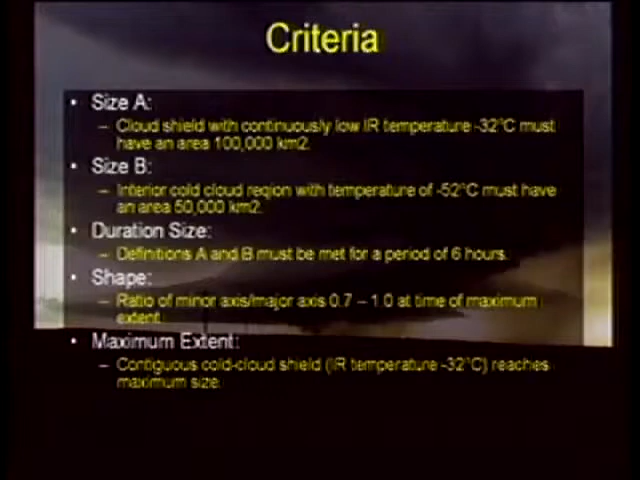 Criteria
• Size A:
– Cloud shield with continuously low IR temperature -32°C must
have an area 100,000 km2.
• Size B:
– Interior cold cloud region with temperature of -52°C must have
an area 50,000 km2.
• Duration Size:
– Definitions A and B must be met for a period of 6 hours.
• Shape:
– Ratio of minor axis/major axis 0.7 – 1.0 at time of maximum
extent.
• Maximum Extent:
– Contiguous cold-cloud shield (IR temperature -32°C) reaches
maximum size.